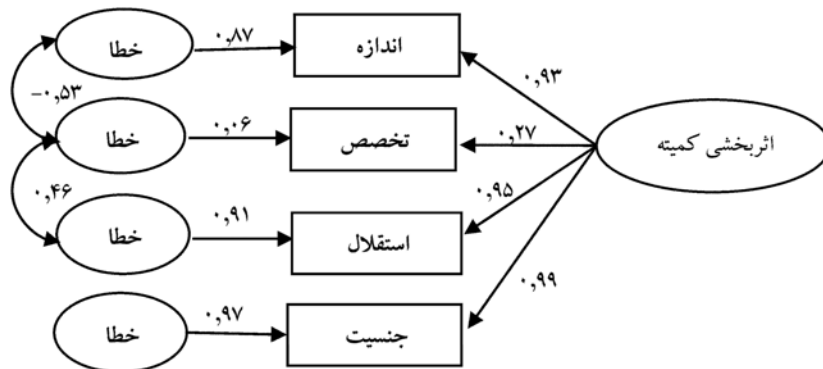 اثربخشی کمیته
۰٫۹۳
اندازه
۰٫۸۷
خطا
-۰٫۵۳
۰٫۲۷
تخصص
۰٫۰۶
خطا
۰٫۴۶
۰٫۹۵
استقلال
۰٫۹۱
خطا
۰٫۹۹
جنسیت
۰٫۹۷
خطا